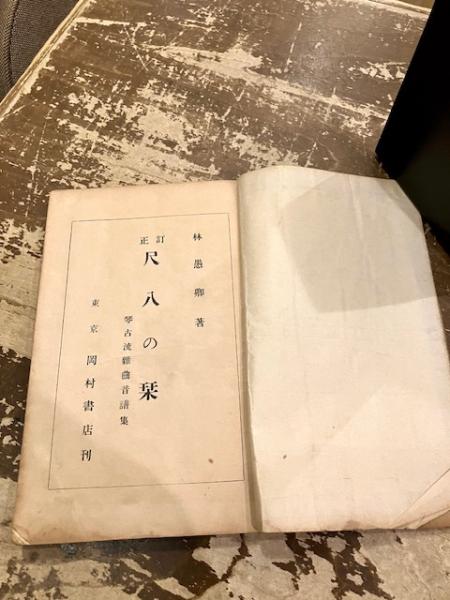 林愚卿著
訂正
尺八の栞
琴古流雑曲音譜集
東京 岡村書店刊